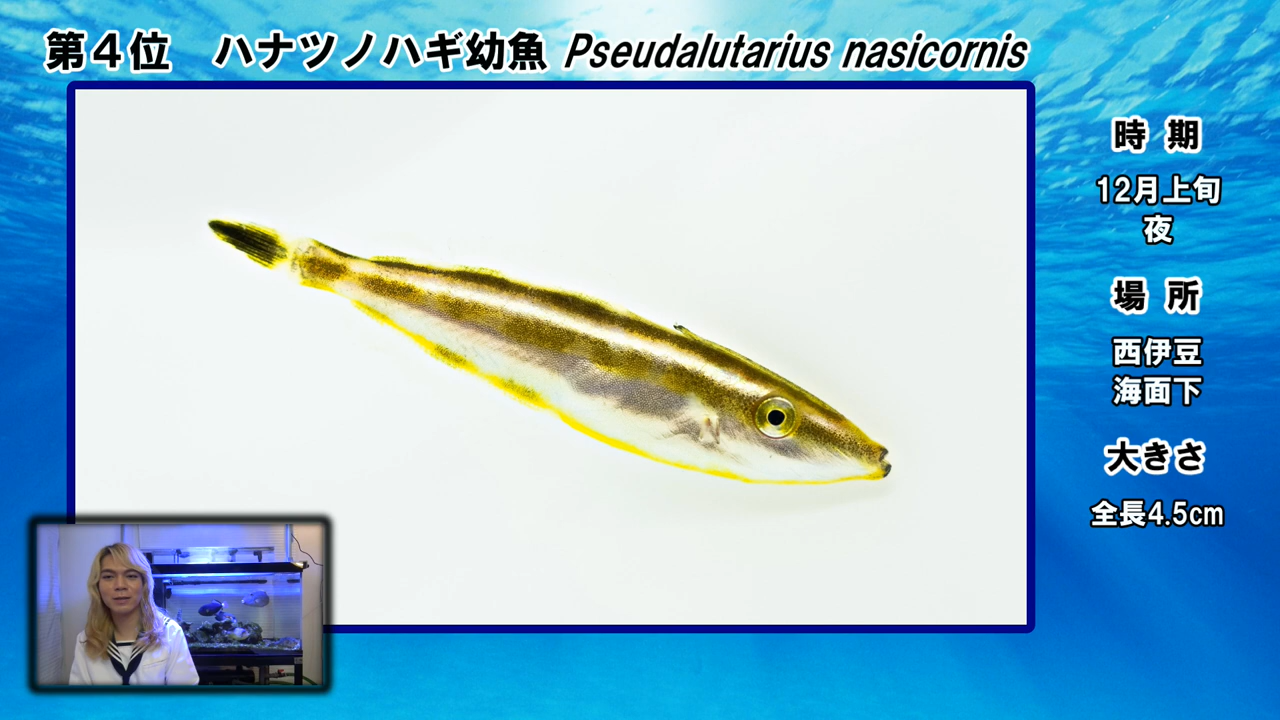 第４位　ハナツノハギ幼魚 Pseudalutarius nasicornis
時 期
12月上旬
夜
場 所
西伊豆
海面下
大きさ
全長4.5cm